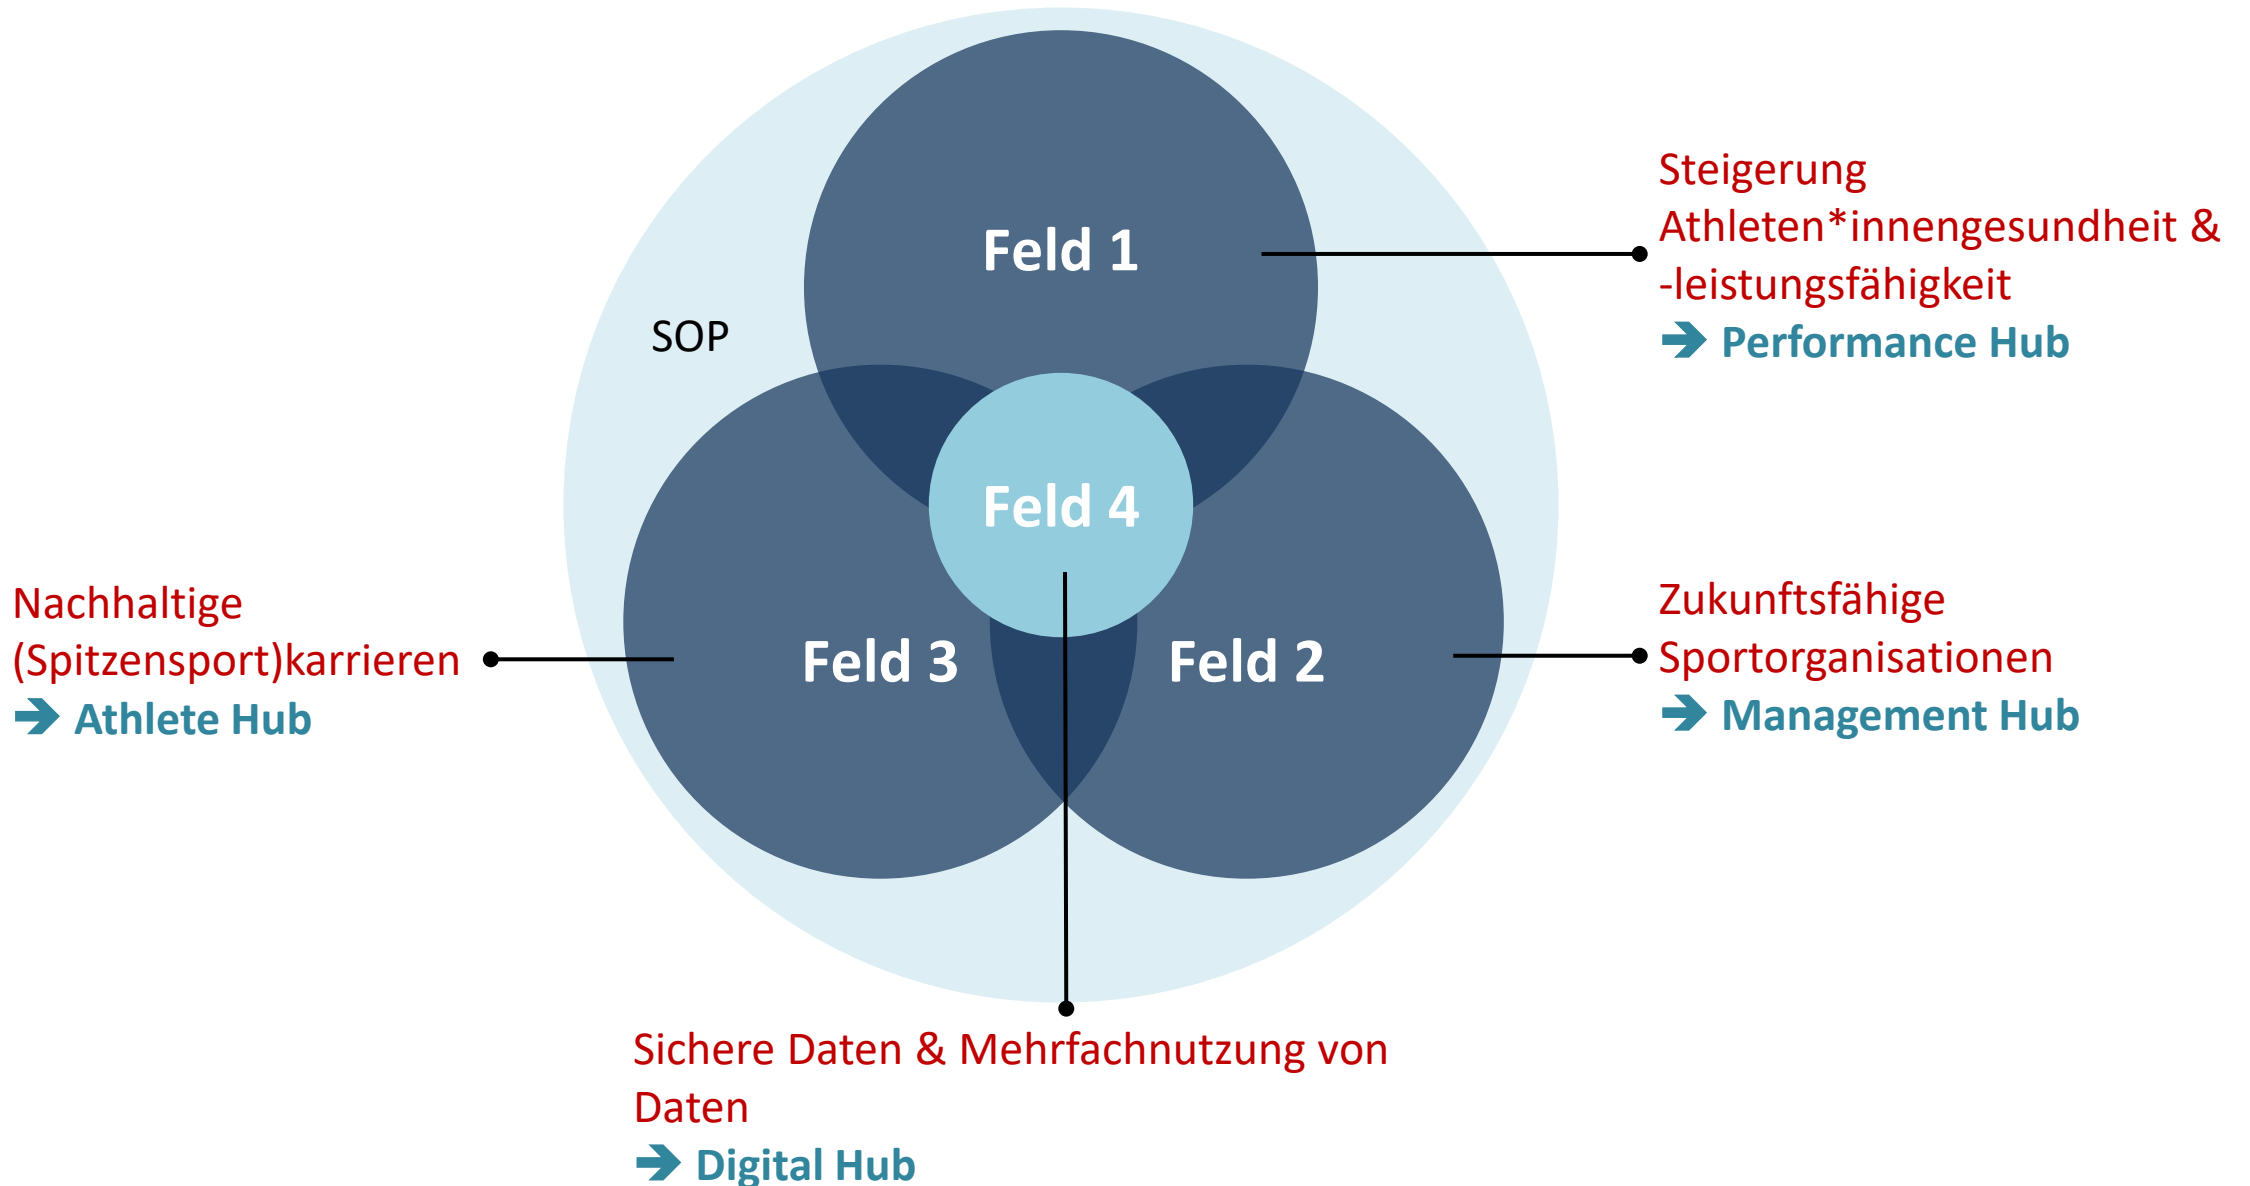 Feld 1
Steigerung
Athleten*innengesundheit &
-leistungsfähigkeit
➔ Performance Hub
SOP
Feld 4
Nachhaltige
(Spitzensport)karrieren
➔ Athlete Hub
Feld 3
Feld 2
Zukunftsfähige
Sportorganisationen
➔ Management Hub
Sichere Daten & Mehrfachnutzung von
Daten
➔ Digital Hub